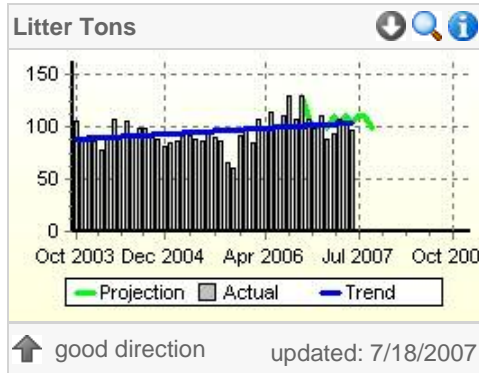 Litter Tons
150
100
50
0
Oct 2003 Dec 2004 Apr 2006 Jul 2007 Oct 200
Projection Actual Trend
good direction updated: 7/18/2007